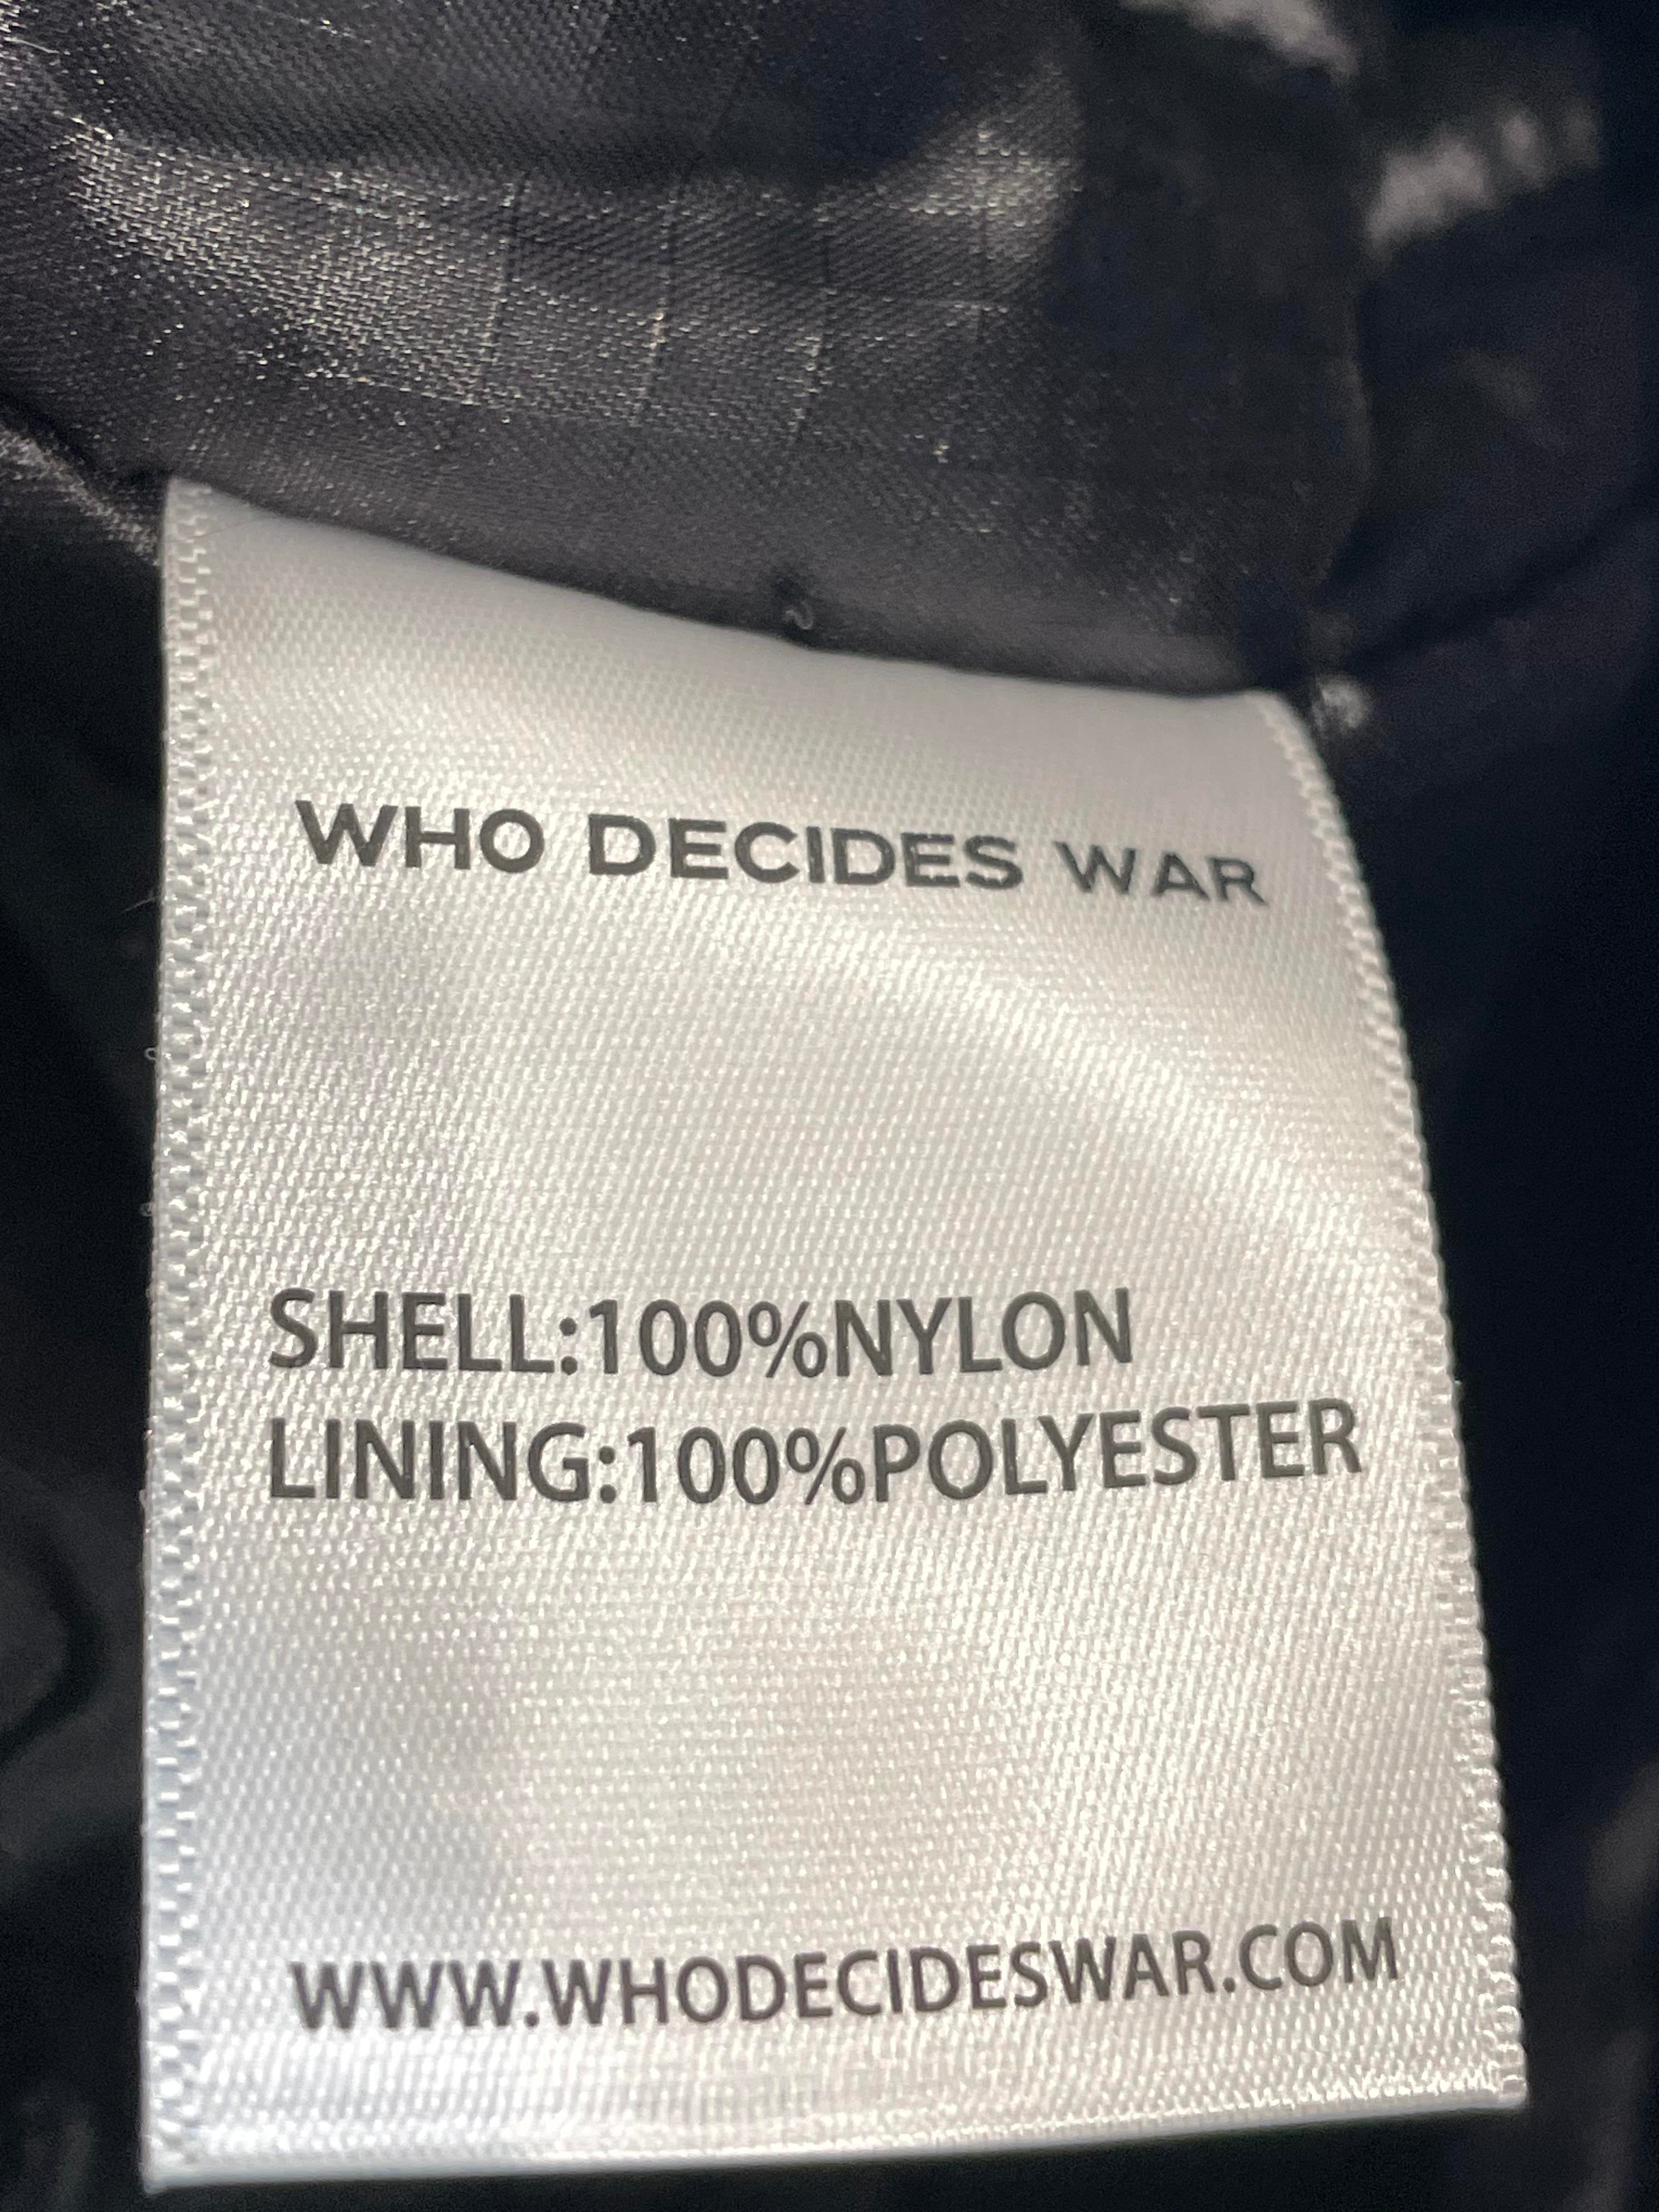 WHO DECIDES WAR
SHELL:100%NYLON
LINING:100%POLYESTER
WWW.WHODECIDESWAR.COM